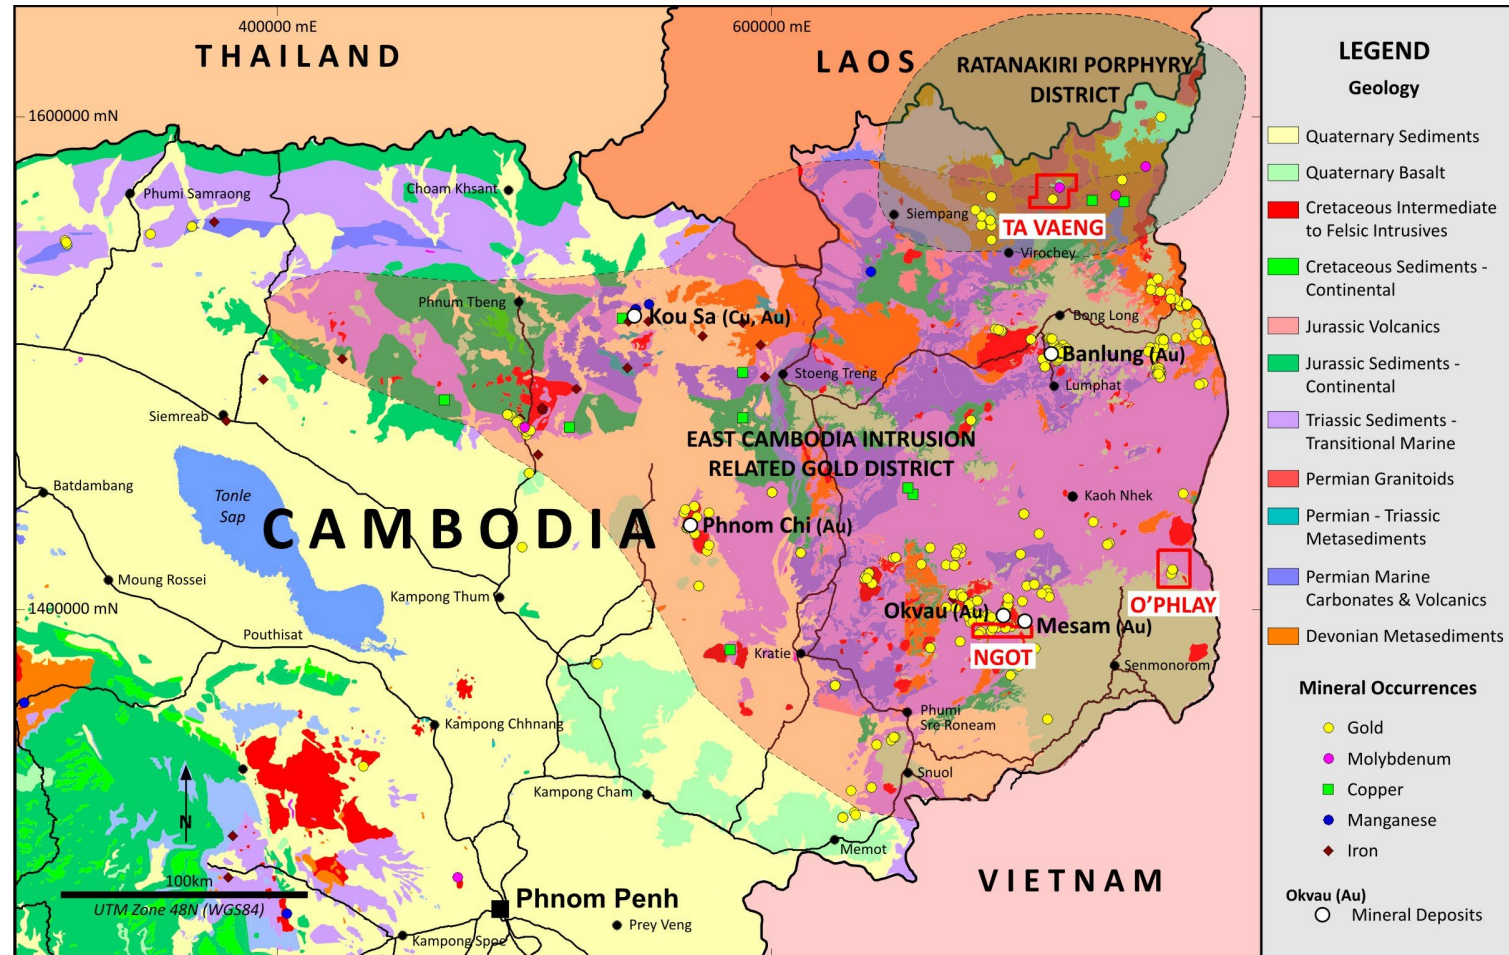 400000 mE
600000 mE
THAILAND
LAOS
RATANAKIRI PORPHYRY
DISTRICT
1600000 mN
Phumi Samraong
Choam Khsant
Siempang
TA VAENG
Virochey
Phnum Tbeng
Kou Sa (Cu, Au)
Bong Long
Banlung (Au)
Stoeng Treng
Lumphat
Siemreab
EAST CAMBODIA INTRUSION
RELATED GOLD DISTRICT
Batdambang
Tonle
Sap
CAMBODIA
Phnom Chi (Au)
Kaoh Nhek
Moung Rossei
Kampong Thum
1400000 mN
Okvau (Au)
O'PHLAY
Mesam (Au)
Pouthisat
Kratie
NGOT
Senmonorom
Kampong Chhnang
Phumi
Sre Roneam
Snuol
Kampong Cham
N
Memot
100km
UTM Zone 48N (WGS84)
Phnom Penh
VIETNAM
Prey Veng
Kampong Spoe
LEGEND
Geology
Quaternary Sediments
Quaternary Basalt
Cretaceous Intermediate
to Felsic Intrusives
Cretaceous Sediments -
Continental
Jurassic Volcanics
Jurassic Sediments -
Continental
Triassic Sediments -
Transitional Marine
Permian Granitoids
Permian - Triassic
Metasediments
Permian Marine
Carbonates & Volcanics
Devonian Metasediments
Mineral Occurrences
Gold
Molybdenum
Copper
Manganese
Iron
Okvau (Au)
Mineral Deposits